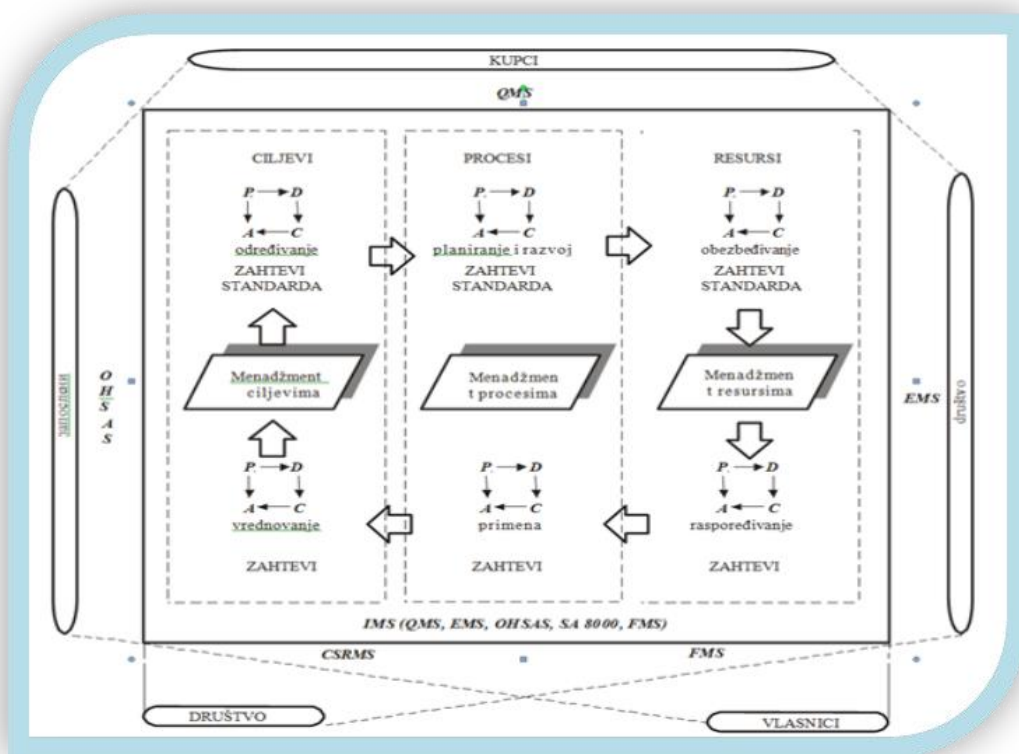 KUPCI
QMS
CILJEVI
PROCESI
RESURSI
P. D
A C
određivanje
ZAHTEVI
STANDARDA
P. D
A C
planiranje i razvoj
ZAHTEVI
STANDARDA
P. D
A C
obezbeđivanje
ZAHTEVI
STANDARDA
zaposleni
OHSAS
Menadžment
ciljevima
Menadžmen
t procesima
Menadžmen
t resursima
EMS
društvo
P. D
A C
vrednovanje
ZAHTEVI
P. D
A C
primena
ZAHTEVI
P. D
A C
raspoređivanje
ZAHTEVI
IMS (QMS, EMS, OHSAS, SA 8000, FMS)
CSRMS
FMS
DRUŠTVO
VLASNICI